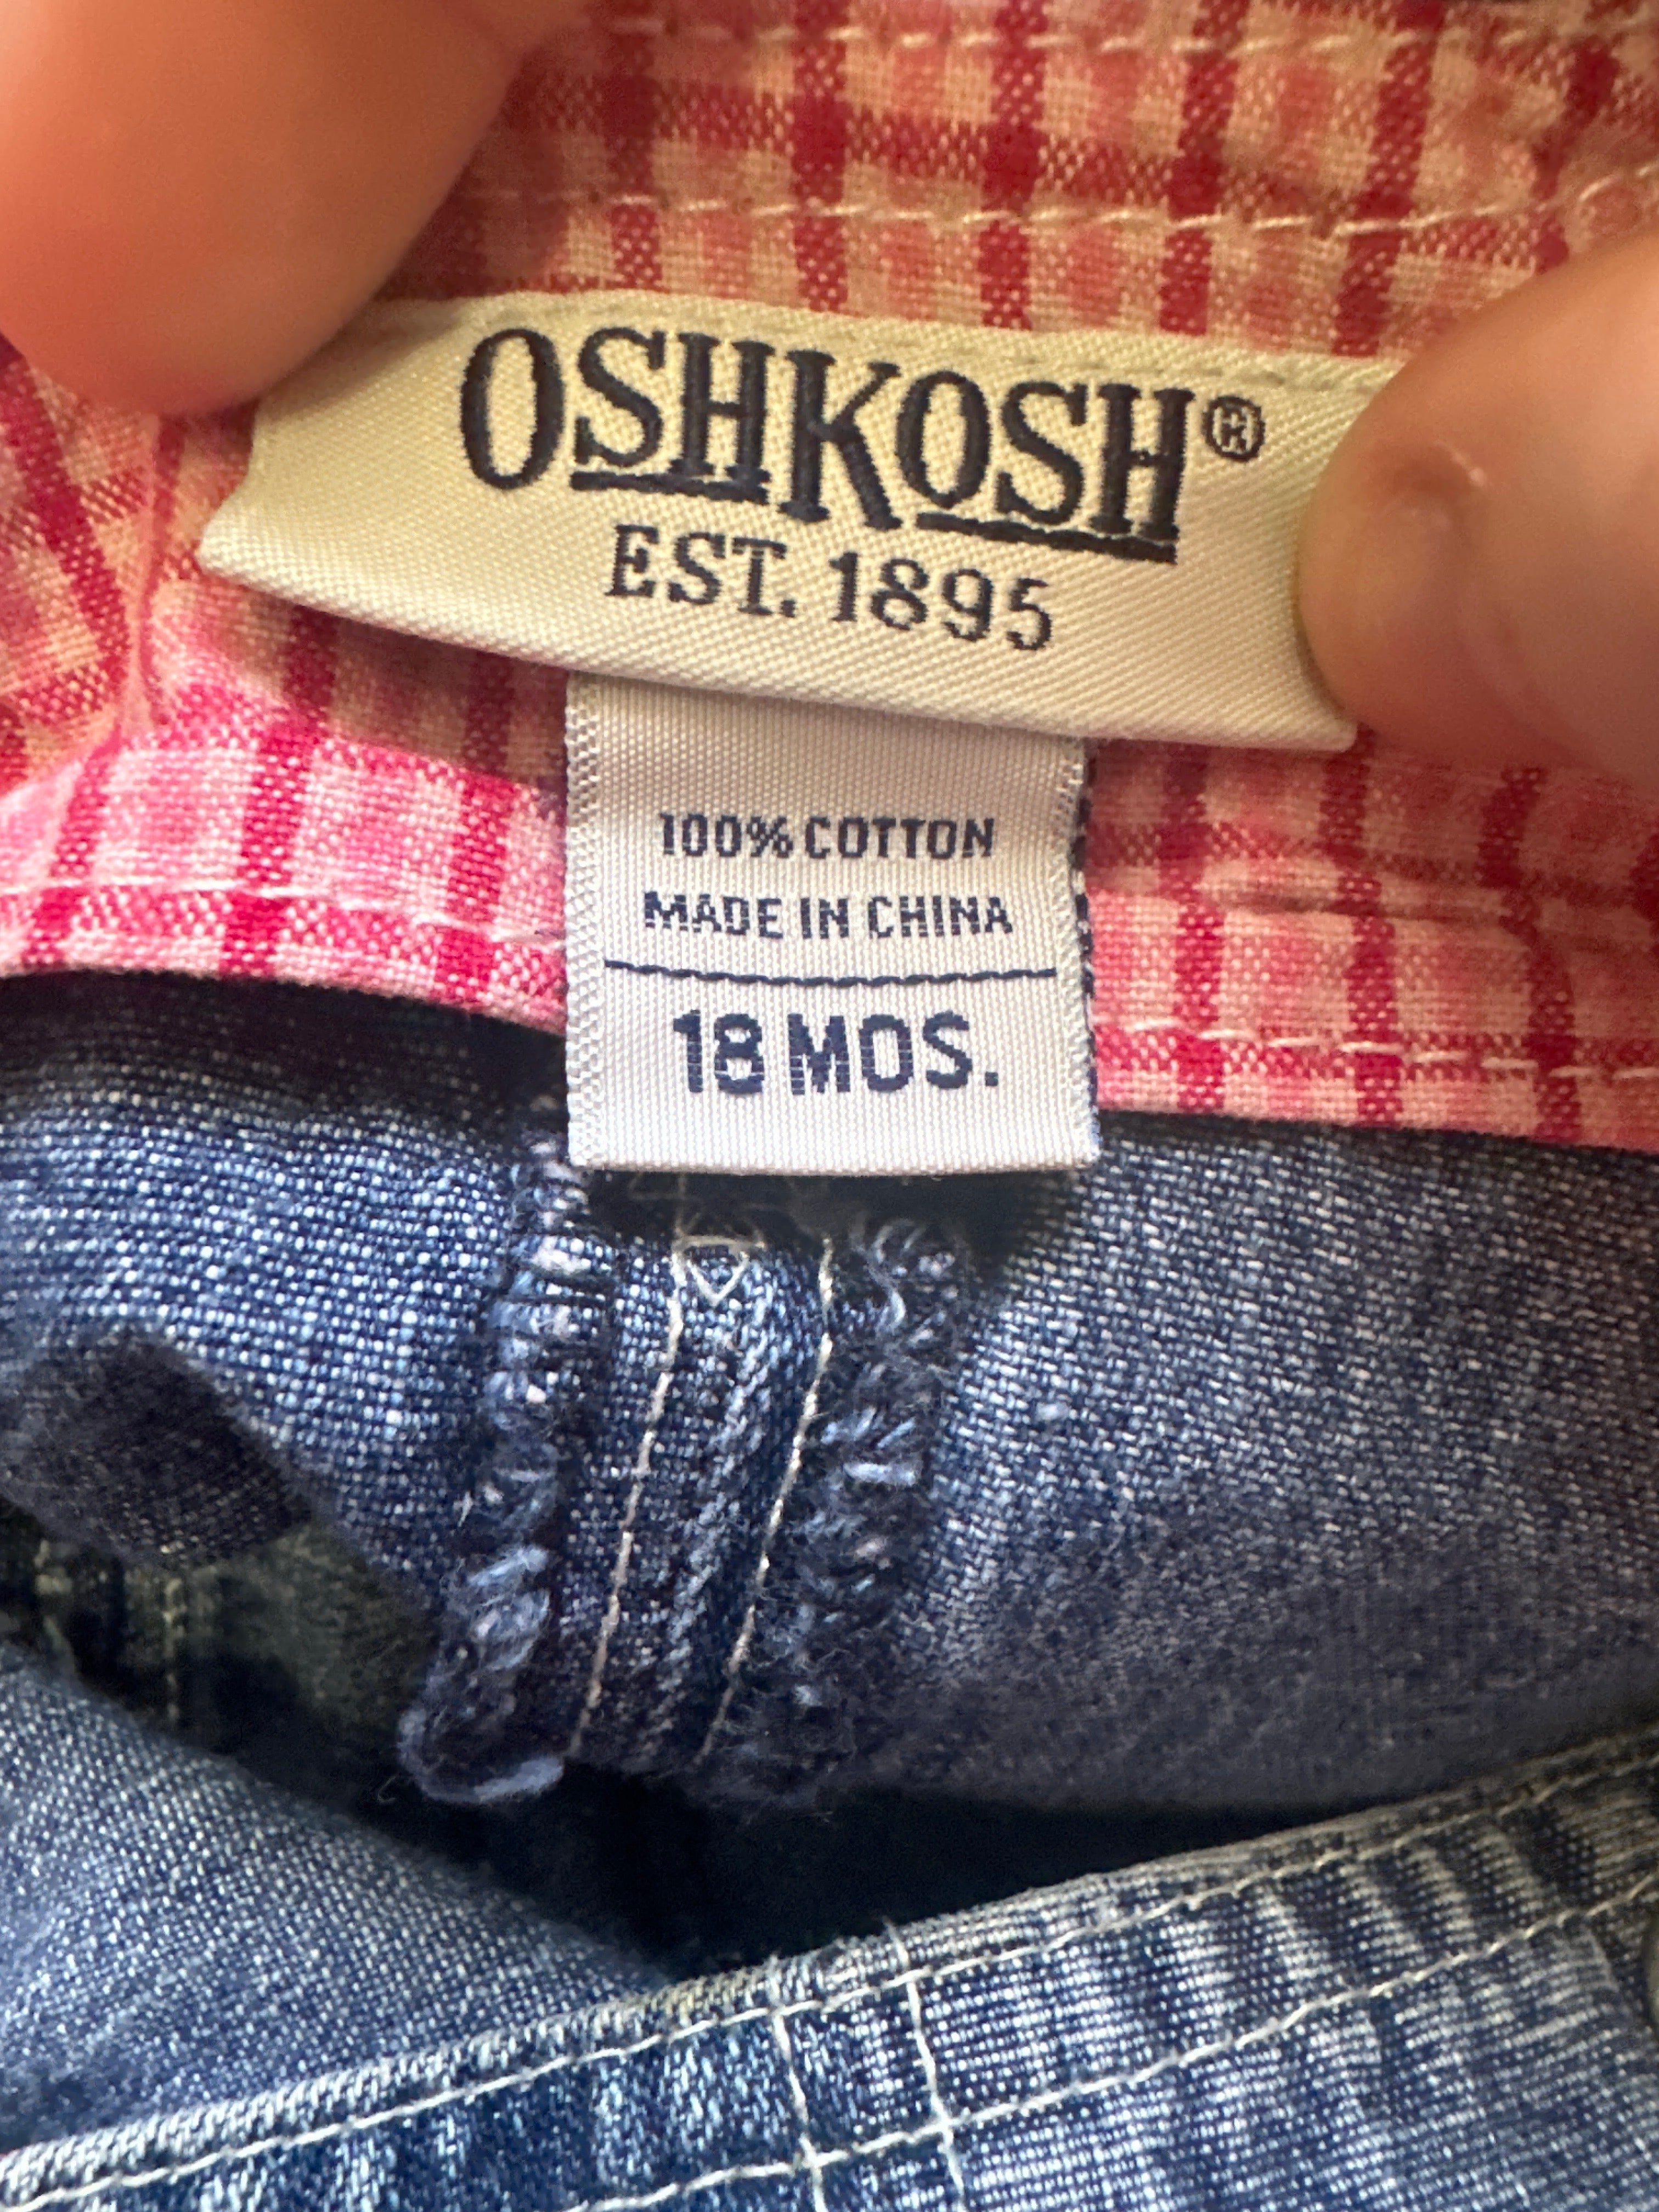 OSHKOSH®
EST. 1895
100% COTTON
MADE IN CHINA
18 MOS.